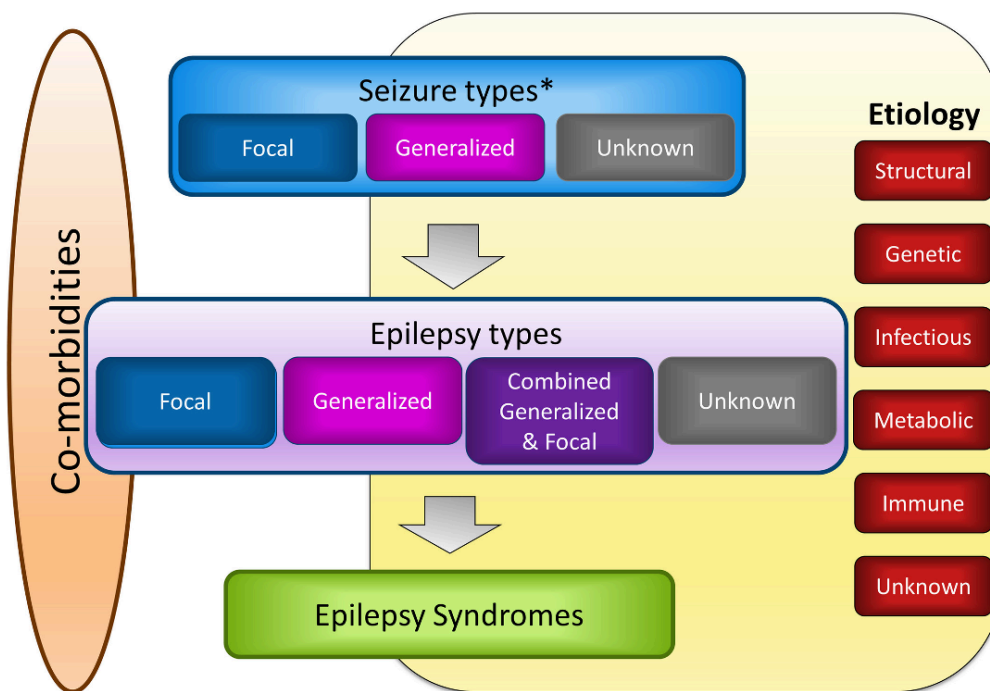 Seizure types*
Focal
Generalized
Unknown
Etiology
Structural
Genetic
Infectious
Metabolic
Immune
Unknown
Co-morbidities
Epilepsy types
Focal
Generalized
Combined
Generalized
& Focal
Unknown
Epilepsy Syndromes